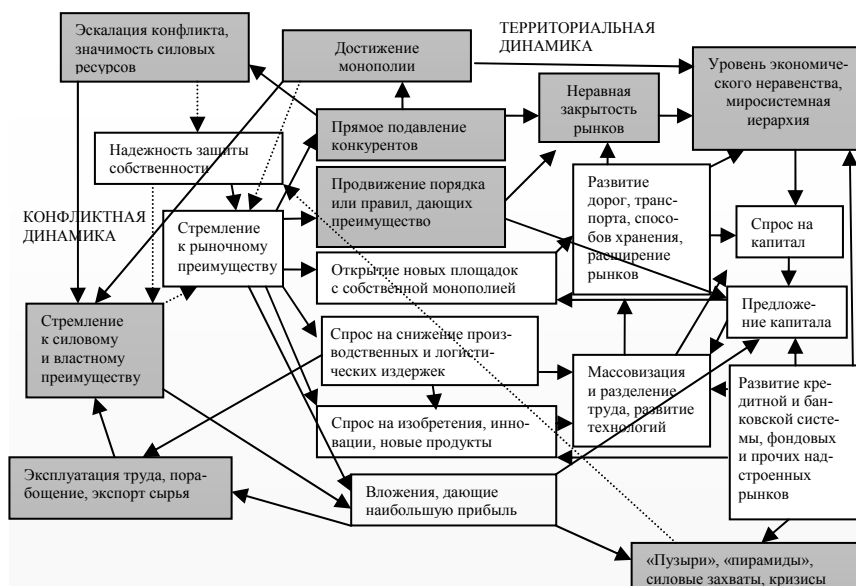 Эскалация конфликта,
значимость силовых
ресурсов
Достижение
монополии
ТЕРРИТОРИАЛЬНАЯ
ДИНАМИКА
Уровень экономиче-
ского неравенства,
миросистемная
иерархия
Неравная
закрытость
рынков
Прямое подавление
конкурентов
Надежность защиты
собственности
Продвижение порядка
или правил, дающих
преимущество
Развитие
дорог, транс-
порта, спосо-
бов хранения,
расширение
рынков
КОНФЛИКТНАЯ
ДИНАМИКА
Стремление
к рыночному
преимуществу
Спрос на
капитал
Открытие новых площадок
с собственной монополией
Предложе-
ние капитала
Стремление
к силовому
и властному
преимуществу
Спрос на снижение произ-
водственных и логисти-
ческих издержек
Массовизация
и разделение
труда, развитие
технологий
Развитие кре-
дитной и бан-
ковской систе-
мы, фондовых
и прочих над-
строенных
рынков
Спрос на изобретения, инно-
вации, новые продукты
Эксплуатация труда, пора-
бощение, экспорт сырья
Вложения, дающие
наибольшую прибыль
«Пузыри», «пирамиды»,
силовые захваты, кризисы